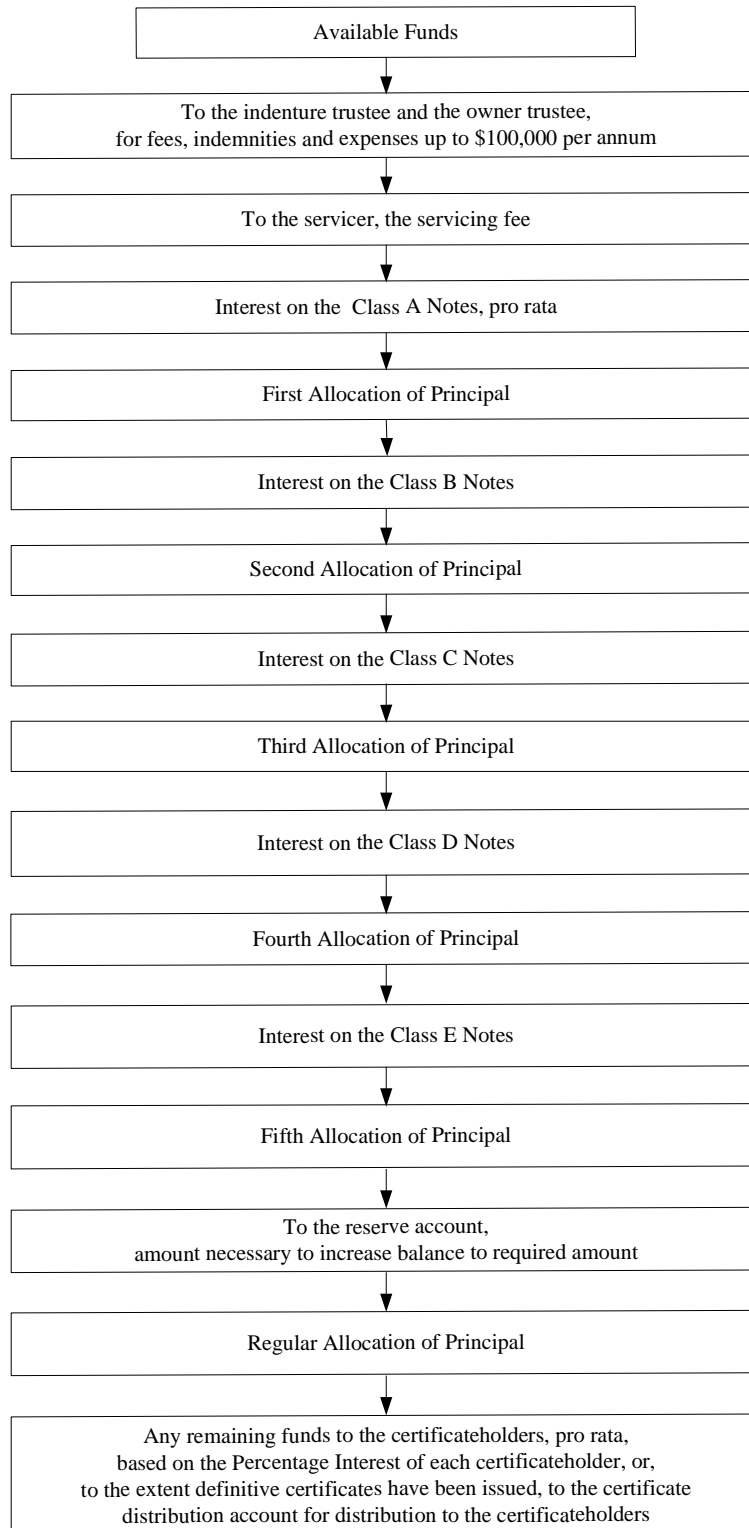 Available Funds
To the indenture trustee and the owner trustee,
for fees, indemnities and expenses up to $100,000 per annum
To the servicer, the servicing fee
Interest on the Class A Notes, pro rata
First Allocation of Principal
Interest on the Class B Notes
Second Allocation of Principal
Interest on the Class C Notes
Third Allocation of Principal
Interest on the Class D Notes
Fourth Allocation of Principal
Interest on the Class E Notes
Fifth Allocation of Principal
To the reserve account,
amount necessary to increase balance to required amount
Regular Allocation of Principal
Any remaining funds to the certificateholders, pro rata,
based on the Percentage Interest of each certificateholder, or,
to the extent definitive certificates have been issued, to the certificate
distribution account for distribution to the certificateholders